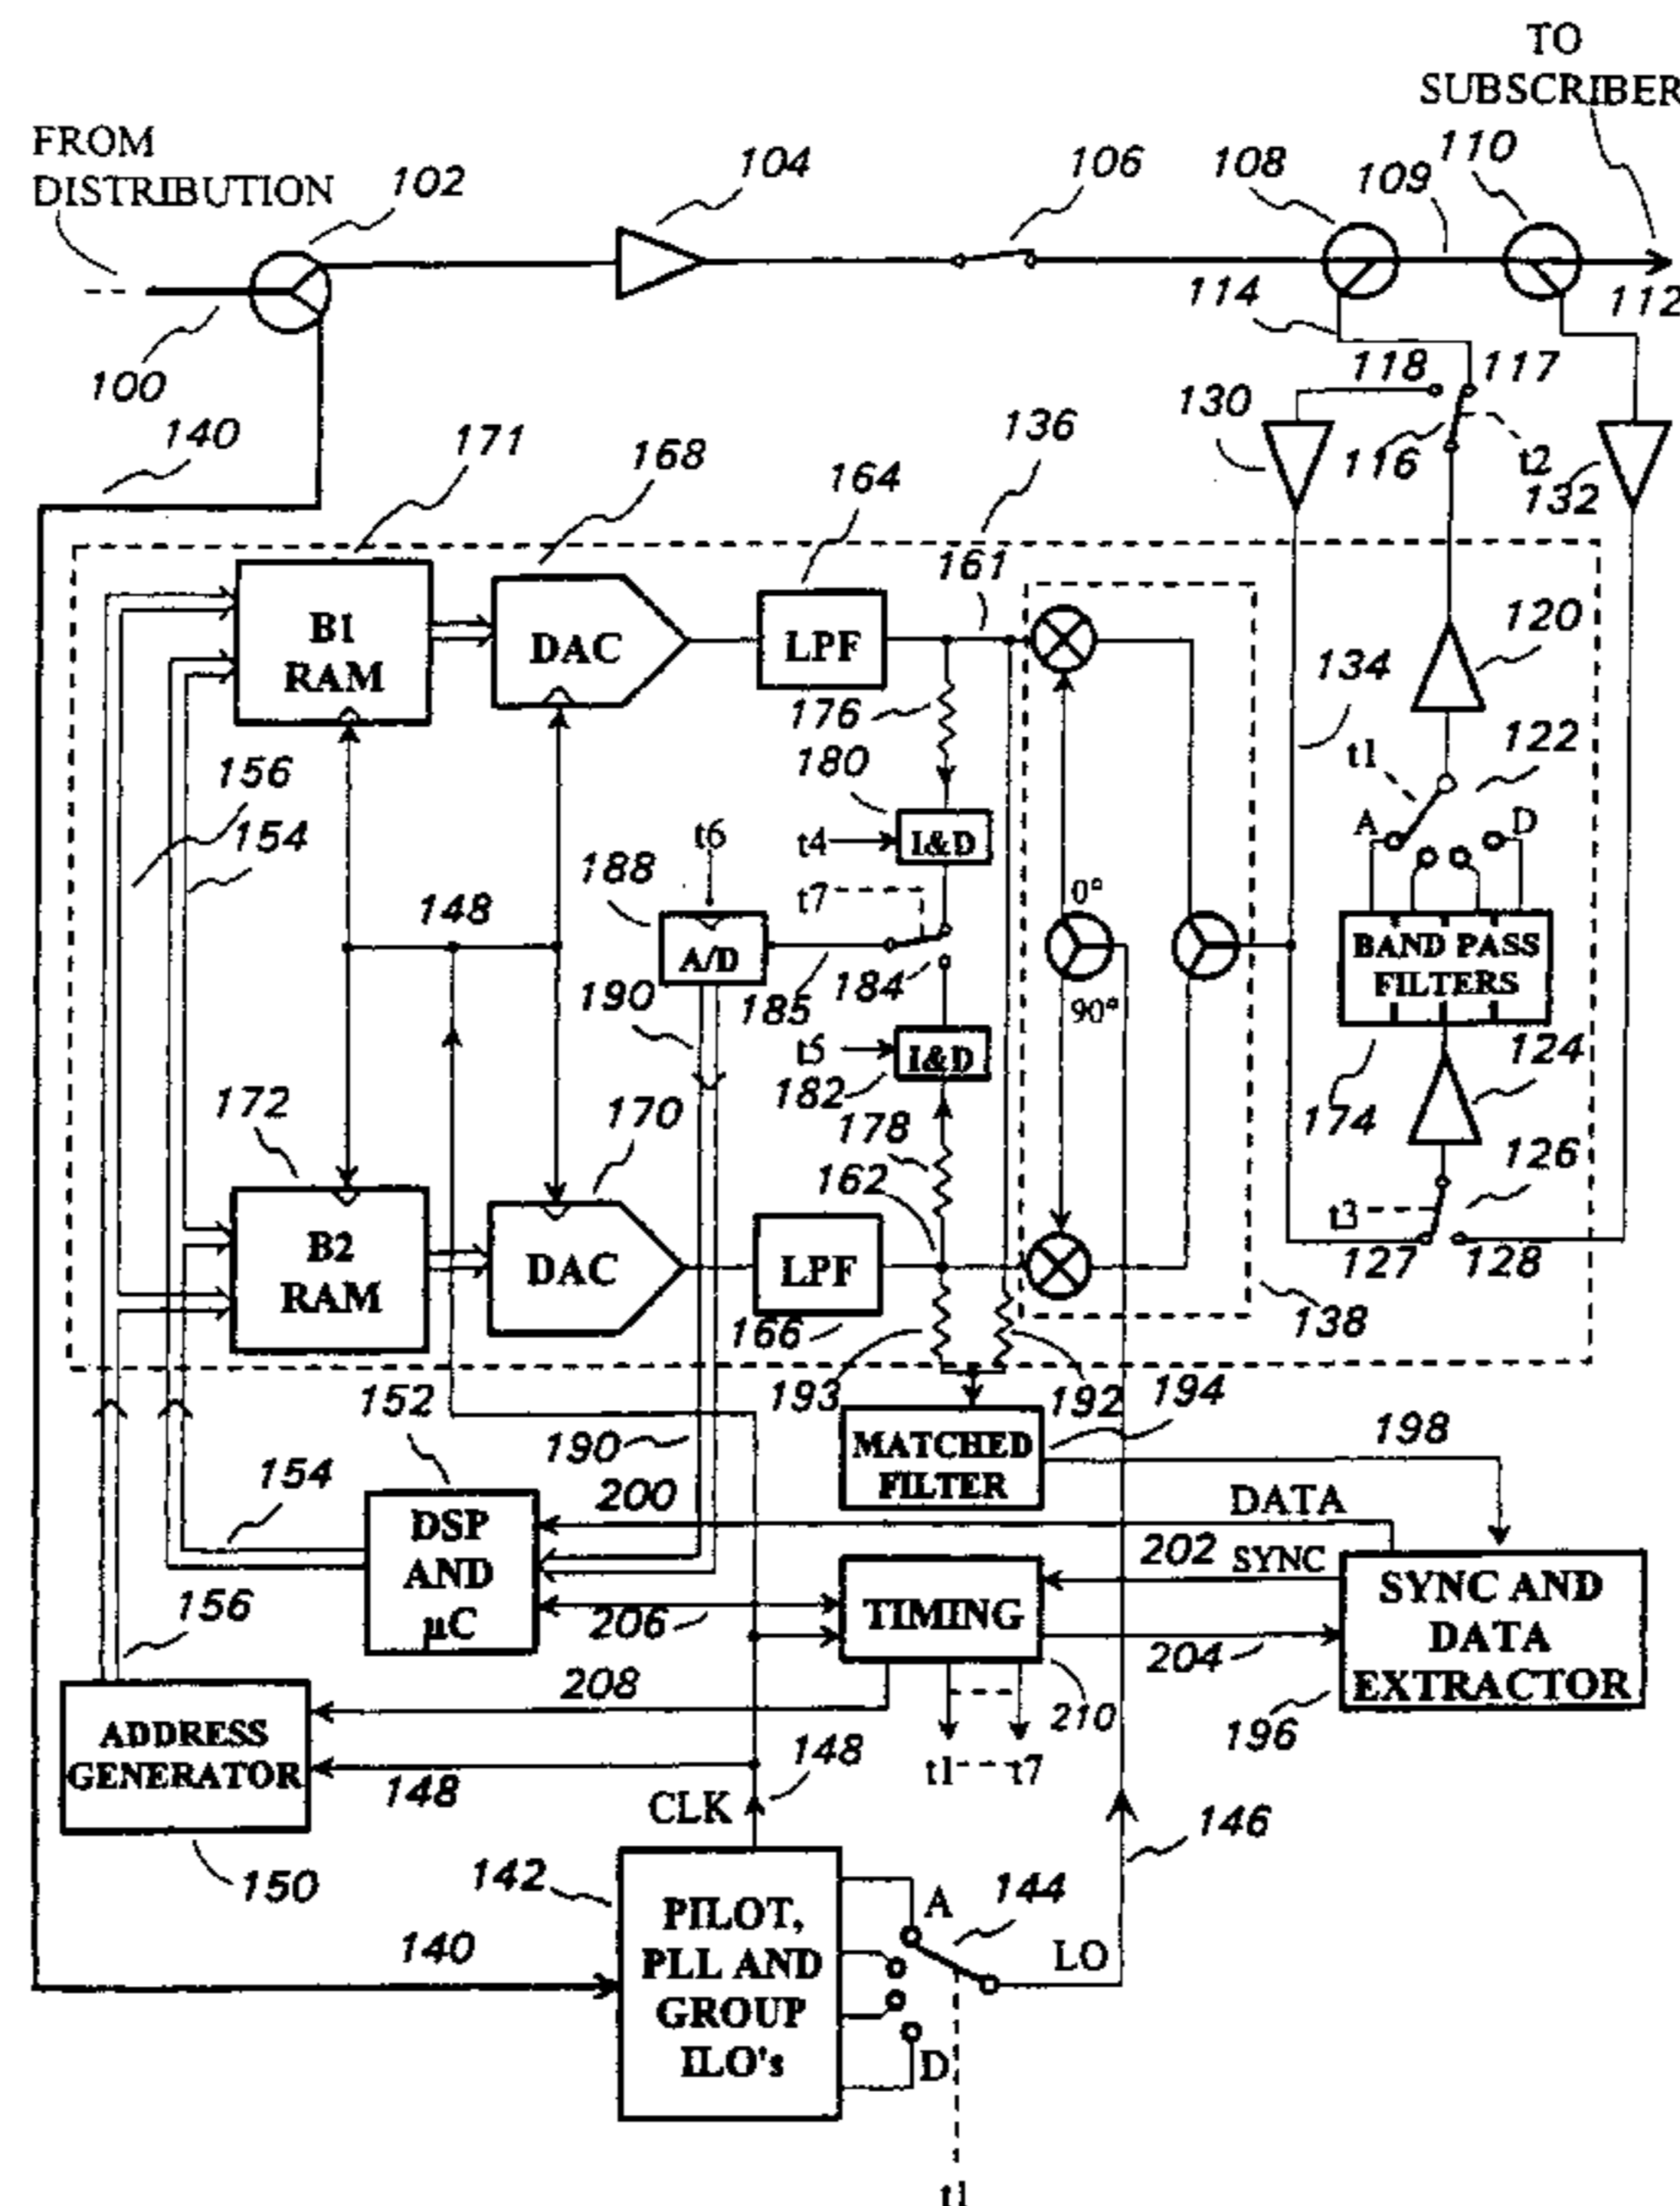 TO
SUBSCRIBER
FROM
DISTRIBUTION
102
104
106
108
109
110
112
100
114
118
117
130
116
t2
132
140
171
168
164
136
161
B1
RAM
DAC
LPF
176
134
120
156
154
180
t1
122
t6
t4
I&D
A
D
188
t7
148
0°
A/D
BAND PASS
FILTERS
190
185
184
90°
t5
I&D
182
124
172
170
178
174
126
162
t3
B2
RAM
DAC
LPF
127
128
166
138
152
193
192
194
190
MATCHED
FILTER
198
154
200
DATA
DSP
AND
µC
202
SYNC
156
206
TIMING
204
SYNC AND
DATA
EXTRACTOR
208
210
196
ADDRESS
GENERATOR
148
148
t1
t7
CLK
146
150
142
144
PILOT,
PLL AND
GROUP
ILO's
A
140
LO
D
t1